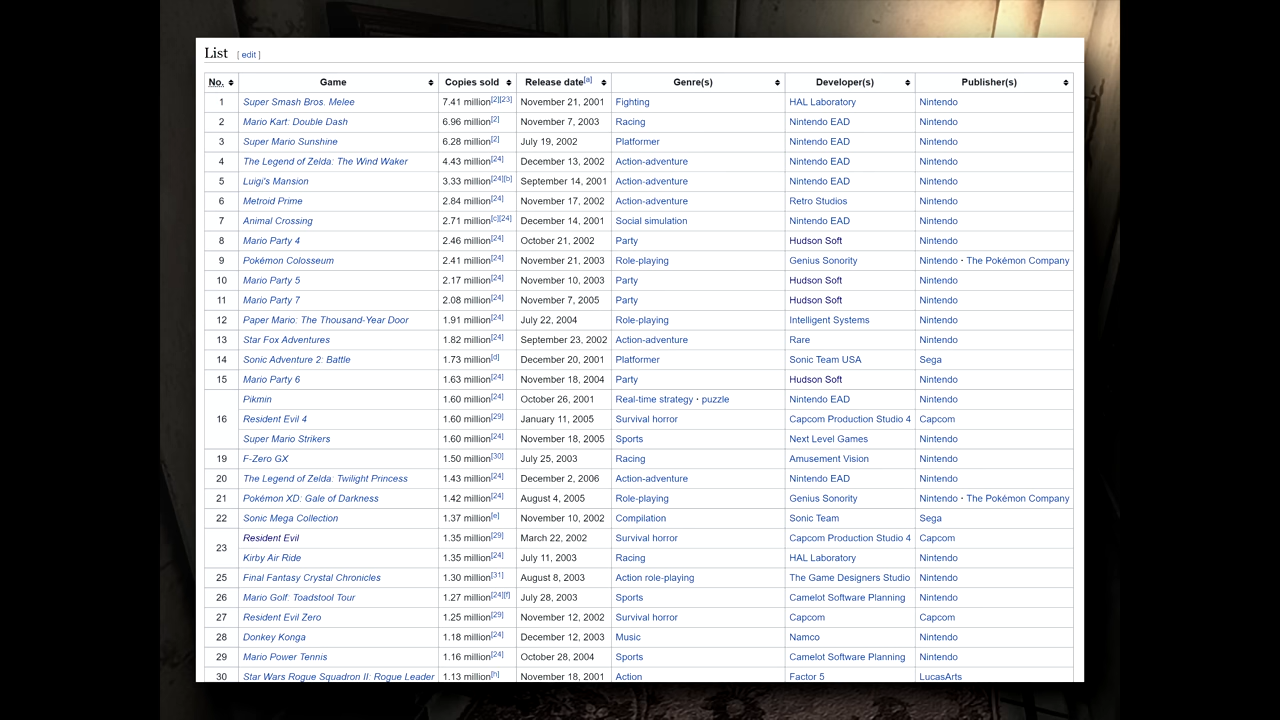 List [ edit ]
No. Game Copies sold Release date[a] Genre(s) Developer(s) Publisher(s)
1 Super Smash Bros. Melee 7.41 million[2][23] November 21, 2001 Fighting HAL Laboratory Nintendo
2 Mario Kart: Double Dash 6.96 million[2] November 7, 2003 Racing Nintendo EAD Nintendo
3 Super Mario Sunshine 6.28 million[2] July 19, 2002 Platformer Nintendo EAD Nintendo
4 The Legend of Zelda: The Wind Waker 4.43 million[24] December 13, 2002 Action-adventure Nintendo EAD Nintendo
5 Luigi's Mansion 3.33 million[24][b] September 14, 2001 Action-adventure Nintendo EAD Nintendo
6 Metroid Prime 2.84 million[24] November 17, 2002 Action-adventure Retro Studios Nintendo
7 Animal Crossing 2.71 million[c][24] December 14, 2001 Social simulation Nintendo EAD Nintendo
8 Mario Party 4 2.46 million[24] October 21, 2002 Party Hudson Soft Nintendo
9 Pokémon Colosseum 2.41 million[24] November 21, 2003 Role-playing Genius Sonority Nintendo · The Pokémon Company
10 Mario Party 5 2.17 million[24] November 10, 2003 Party Hudson Soft Nintendo
11 Mario Party 7 2.08 million[24] November 7, 2005 Party Hudson Soft Nintendo
12 Paper Mario: The Thousand-Year Door 1.91 million[24] July 22, 2004 Role-playing Intelligent Systems Nintendo
13 Star Fox Adventures 1.82 million[24] September 23, 2002 Action-adventure Rare Nintendo
14 Sonic Adventure 2: Battle 1.73 million[d] December 20, 2001 Platformer Sonic Team USA Sega
15 Mario Party 6 1.63 million[24] November 18, 2004 Party Hudson Soft Nintendo
Pikmin 1.60 million[24] October 26, 2001 Real-time strategy · puzzle Nintendo EAD Nintendo
16 Resident Evil 4 1.60 million[29] January 11, 2005 Survival horror Capcom Production Studio 4 Capcom
Super Mario Strikers 1.60 million[24] November 18, 2005 Sports Next Level Games Nintendo
19 F-Zero GX 1.50 million[30] July 25, 2003 Racing Amusement Vision Nintendo
20 The Legend of Zelda: Twilight Princess 1.43 million[24] December 2, 2006 Action-adventure Nintendo EAD Nintendo
21 Pokémon XD: Gale of Darkness 1.42 million[24] August 4, 2005 Role-playing Genius Sonority Nintendo · The Pokémon Company
22 Sonic Mega Collection 1.37 million[e] November 10, 2002 Compilation Sonic Team Sega
23 Resident Evil 1.35 million[29] March 22, 2002 Survival horror Capcom Production Studio 4 Capcom
Kirby Air Ride 1.35 million[24] July 11, 2003 Racing HAL Laboratory Nintendo
25 Final Fantasy Crystal Chronicles 1.30 million[31] August 8, 2003 Action role-playing The Game Designers Studio Nintendo
26 Mario Golf: Toadstool Tour 1.27 million[24][f] July 28, 2003 Sports Camelot Software Planning Nintendo
27 Resident Evil Zero 1.25 million[29] November 12, 2002 Survival horror Capcom Capcom
28 Donkey Konga 1.18 million[24] December 12, 2003 Music Namco Nintendo
29 Mario Power Tennis 1.16 million[24] October 28, 2004 Sports Camelot Software Planning Nintendo
30 Star Wars Rogue Squadron II: Rogue Leader 1.13 million[h] November 18, 2001 Action Factor 5 LucasArts